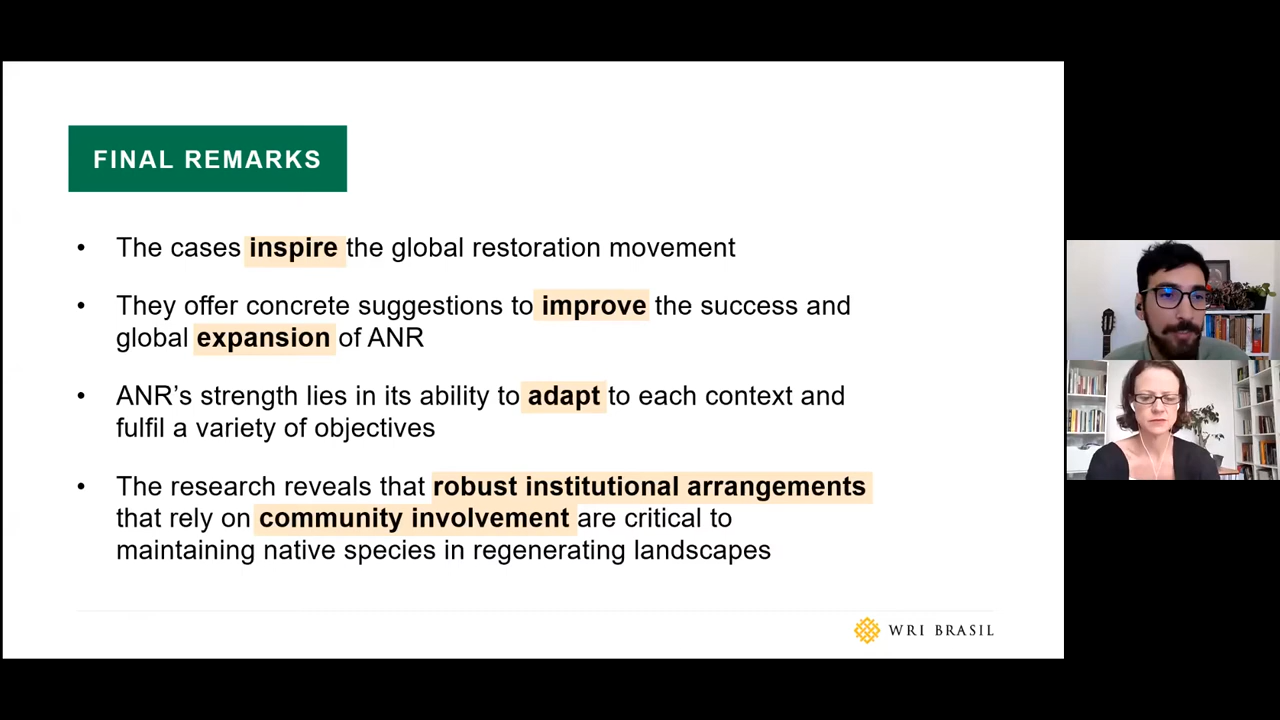 FINAL REMARKS
• The cases inspire the global restoration movement
• They offer concrete suggestions to improve the success and
global expansion of ANR
• ANR’s strength lies in its ability to adapt to each context and
fulfil a variety of objectives
• The research reveals that robust institutional arrangements
that rely on community involvement are critical to
maintaining native species in regenerating landscapes
WRI BRASIL